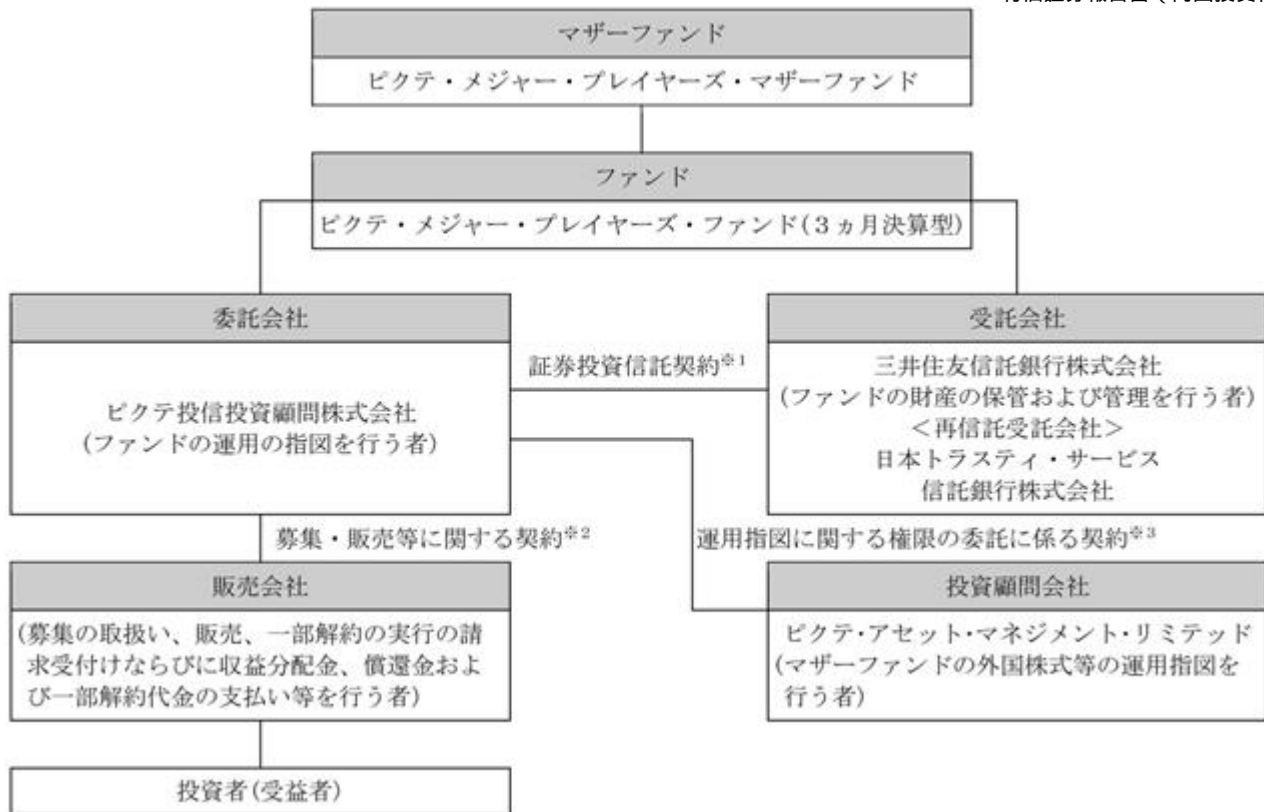 マザーファンド
ピクテ・メジャー・プレイヤーズ・マザーファンド
ファンド
ピクテ・メジャー・プレイヤーズ・ファンド(3ヵ月決算型)
委託会社
ピクテ投信投資顧問株式会社
(ファンドの運用の指図を行う者)
証券投資信託契約※1
受託会社
三井住友信託銀行株式会社
(ファンドの財産の保管および管理を行う者)
<再信託受託会社>
日本トラスティ・サービス
信託銀行株式会社
募集・販売等に関する契約※2
運用指図に関する権限の委託に係る契約※3
販売会社
(募集の取扱い、販売、一部解約の実行の請
求受付けならびに収益分配金、償還金およ
び一部解約代金の支払い等を行う者)
投資顧問会社
ピクテ・アセット・マネジメント・リミテッド
(マザーファンドの外国株式等の運用指図を
行う者)
投資者(受益者)